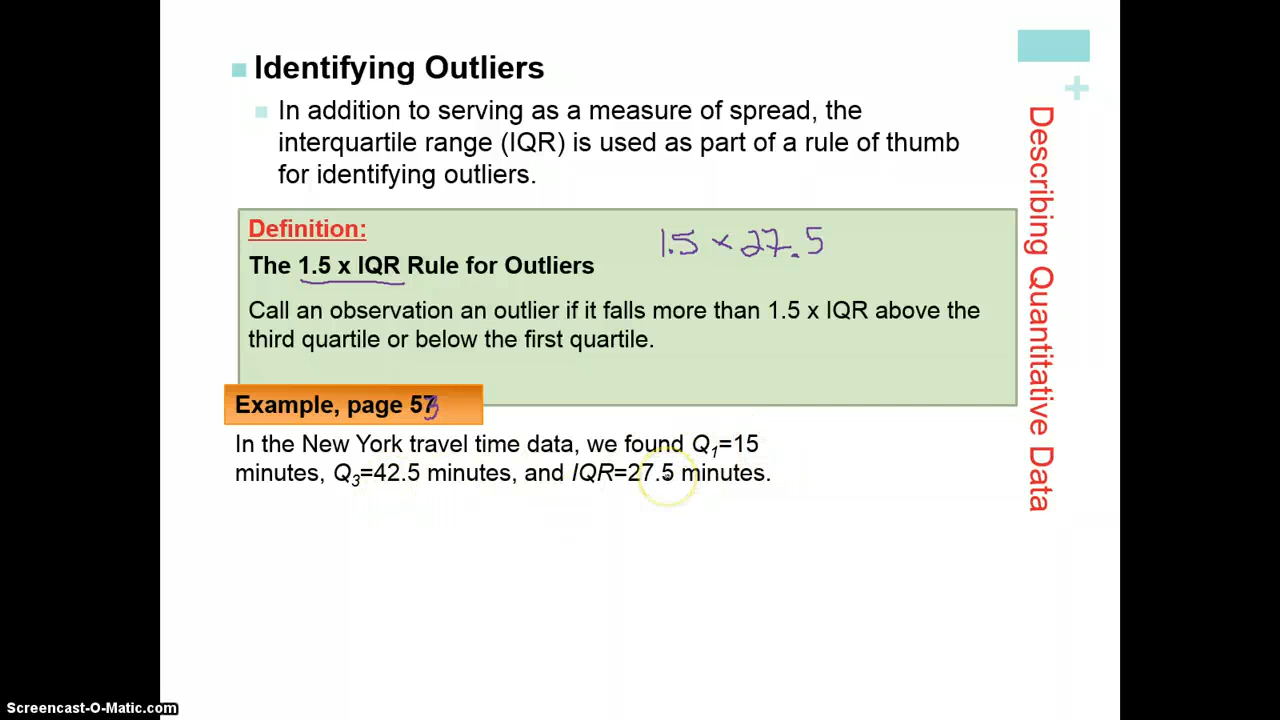 Identifying Outliers
In addition to serving as a measure of spread, the
interquartile range (IQR) is used as part of a rule of thumb
for identifying outliers.
Definition:
1.5 x 27.5
The 1.5 x IQR Rule for Outliers
Call an observation an outlier if it falls more than 1.5 x IQR above the
third quartile or below the first quartile.
Example, page 57
In the New York travel time data, we found Q1=15
minutes, Q3=42.5 minutes, and IQR=27.5 minutes.
+
Describing Quantitative Data
Screencast-O-Matic.com